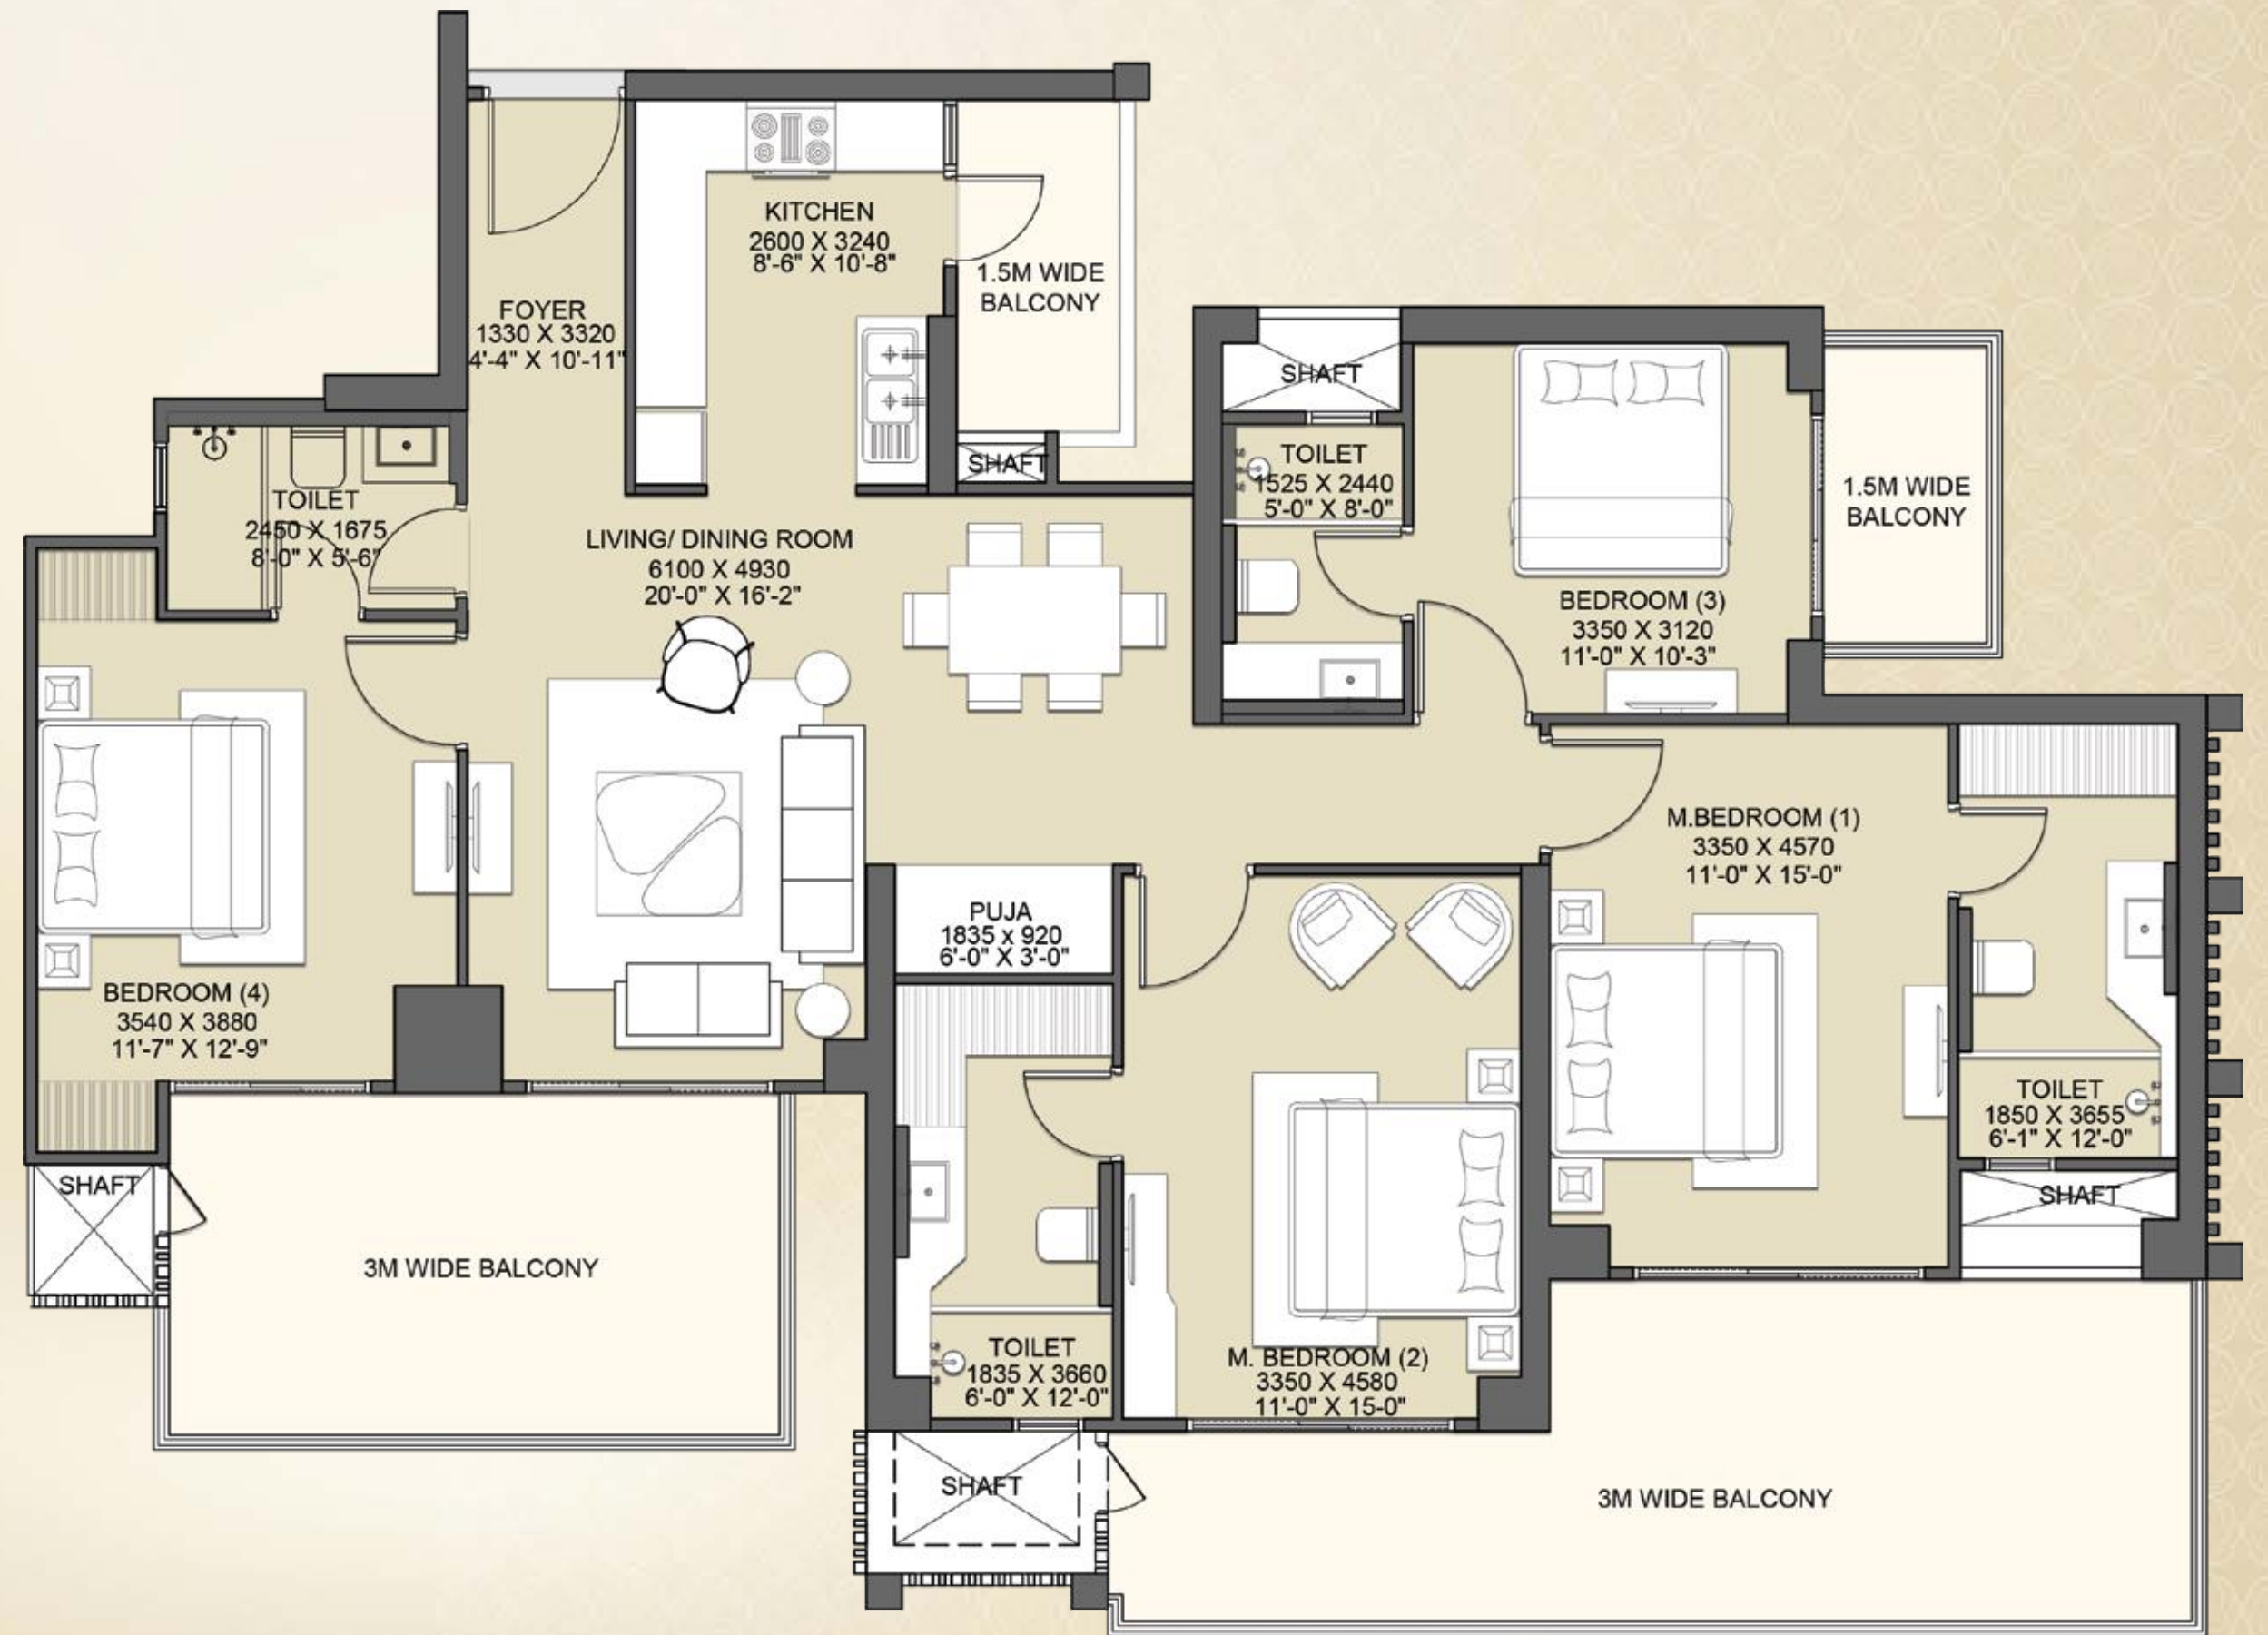 KITCHEN
2600 X 3240
8'-6" X 10'-8"
1.5M WIDE
BALCONY
FOYER
1330 X 3320
4'-4" X 10'-11"
SHAFT
SHAFT
TOILET
1525 X 2440
5'-0" X 8'-0"
1.5M WIDE
BALCONY
TOILET
2450 X 1675
8'-0" X 5'-6"
LIVING/ DINING ROOM
6100 X 4930
20'-0" X 16'-2"
BEDROOM (3)
3350 X 3120
11'-0" X 10'-3"
M.BEDROOM (1)
3350 X 4570
11'-0" X 15'-0"
PUJA
1835 x 920
6'-0" X 3'-0"
BEDROOM (4)
3540 X 3880
11'-7" X 12'-9"
TOILET
1850 X 3655
6'-1" X 12'-0"
SHAFT
SHAFT
3M WIDE BALCONY
TOILET
1835 X 3660
6'-0" X 12'-0"
M. BEDROOM (2)
3350 X 4580
11'-0" X 15-0"
SHAFT
3M WIDE BALCONY